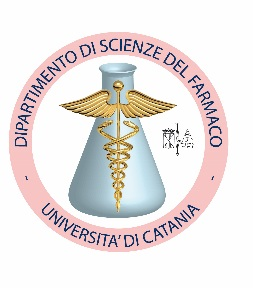 DIPARTIMENTO DI SCIENZE DEL FARMACO
UNIVERSITA' DI CATANIA